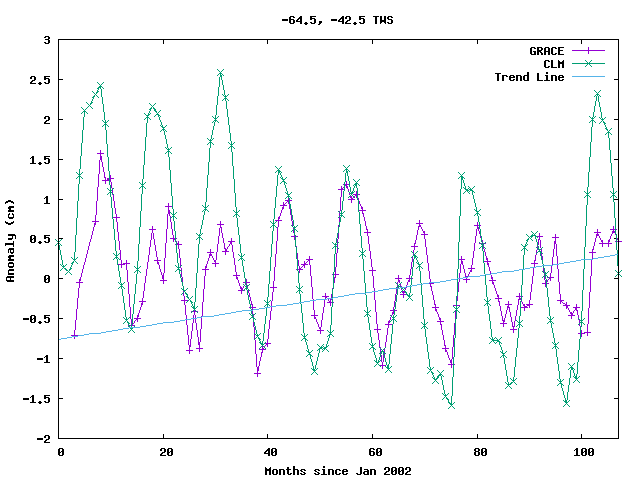 -64.5, -42.5 TWS
GRACE
CLM
Trend Line
3
2.5
2
1.5
1
0.5
0
-0.5
-1
-1.5
-2
Anomaly (cm)
0 20 40 60 80 100
Months since Jan 2002